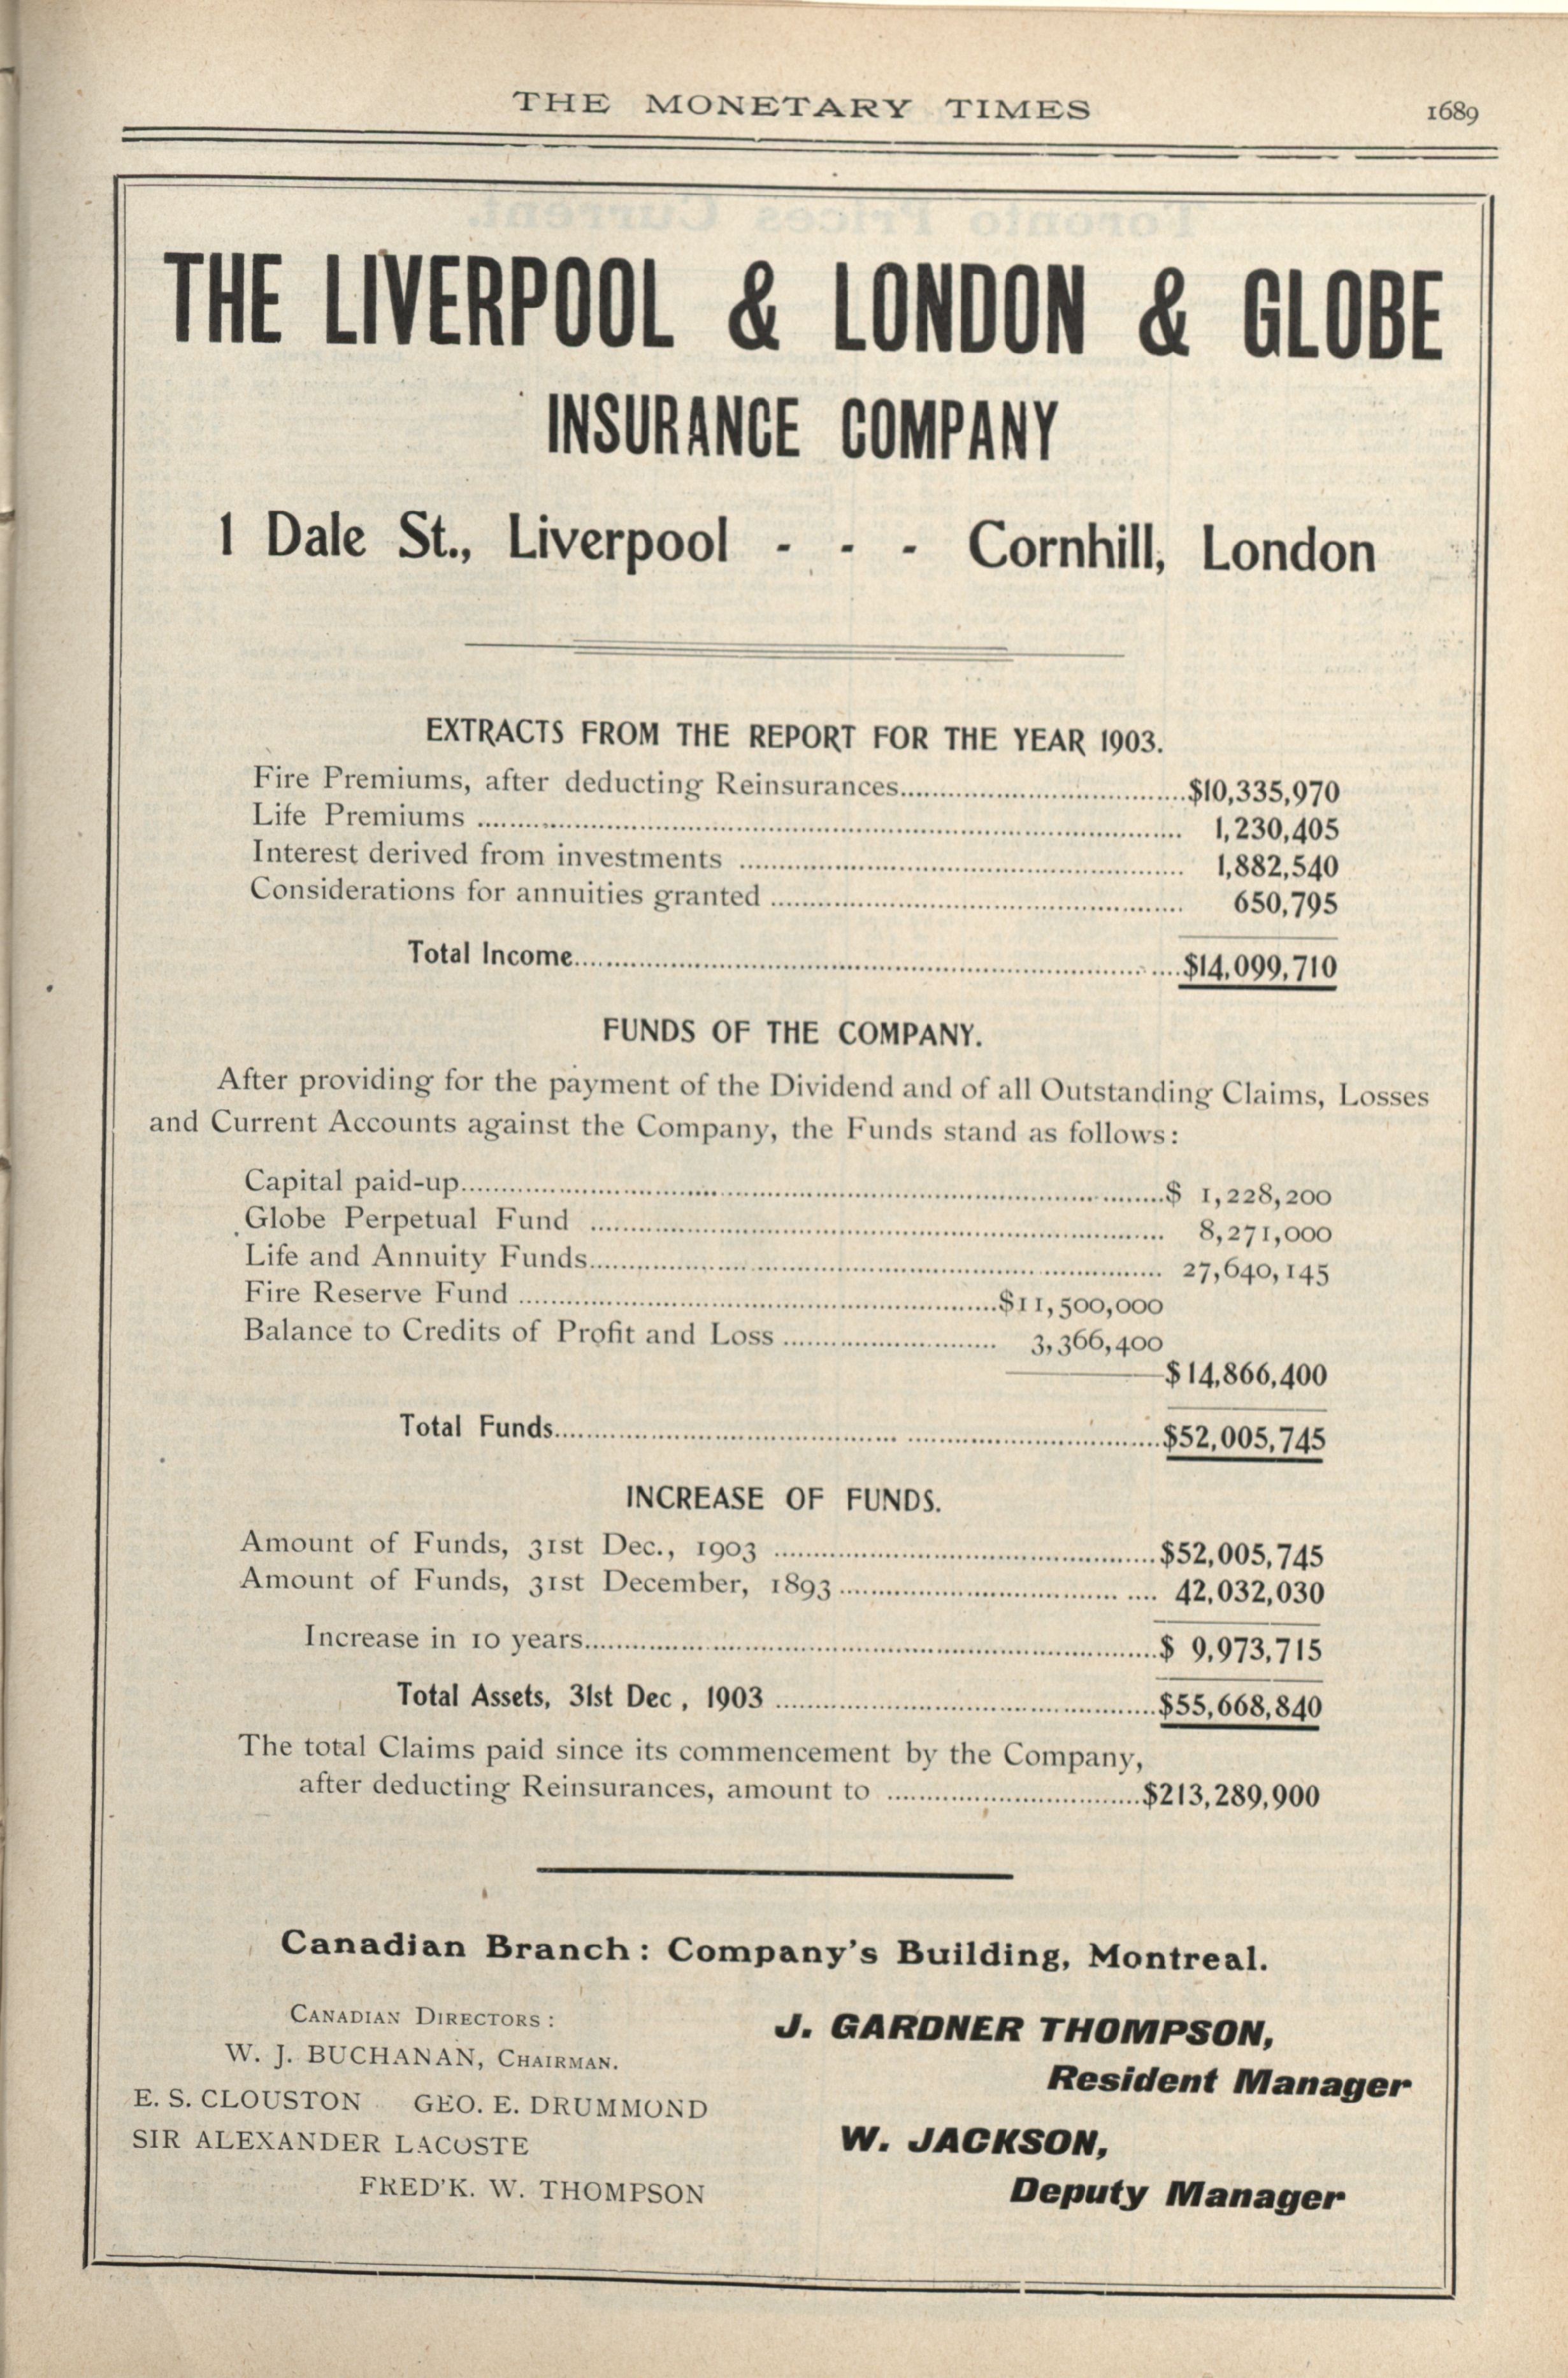 THE MONETARY TIMES 1689
THE LIVERPOOL & LONDON & GLOBE
INSURANCE COMPANY
1 Dale St., Liverpool - - - Cornhill, London
EXTRACTS FROM THE REPORT FOR THE YEAR 1903.
Fire Premiums, after deducting Reinsurances.......$10,335,970
Life Premiums ....... 1,230,405
Interest derived from investments ....... 1,882,540
Considerations for annuities granted ....... 650,795
Total Income.......$14,099,710
FUNDS OF THE COMPANY.
After providing for the payment of the Dividend and of all Outstanding Claims, Losses
and Current Accounts against the Company, the Funds stand as follows:
Capital paid-up.......$ 1,228,200
Globe Perpetual Fund ....... 8,271,000
Life and Annuity Funds....... 27,640,145
Fire Reserve Fund .......$11,500,000
Balance to Credits of Profit and Loss ....... 3,366,400
$14,866,400
Total Funds.......$52,005,745
INCREASE OF FUNDS.
Amount of Funds, 31st Dec., 1903 .......$52,005,745
Amount of Funds, 31st December, 1893....... 42,032,030
Increase in 10 years.......$ 9,973,715
Total Assets, 31st Dec, 1903 .......$55,668,840
The total Claims paid since its commencement by the Company,
after deducting Reinsurances, amount to .......$213,289,900
Canadian Branch: Company's Building, Montreal.
CANADIAN DIRECTORS:
W. J. BUCHANAN, CHAIRMAN.
E. S. CLOUSTON GEO. E. DRUMMOND
SIR ALEXANDER LACOSTE
FRED'K. W. THOMPSON
J. GARDNER THOMPSON,
Resident Manager
W. JACKSON,
Deputy Manager